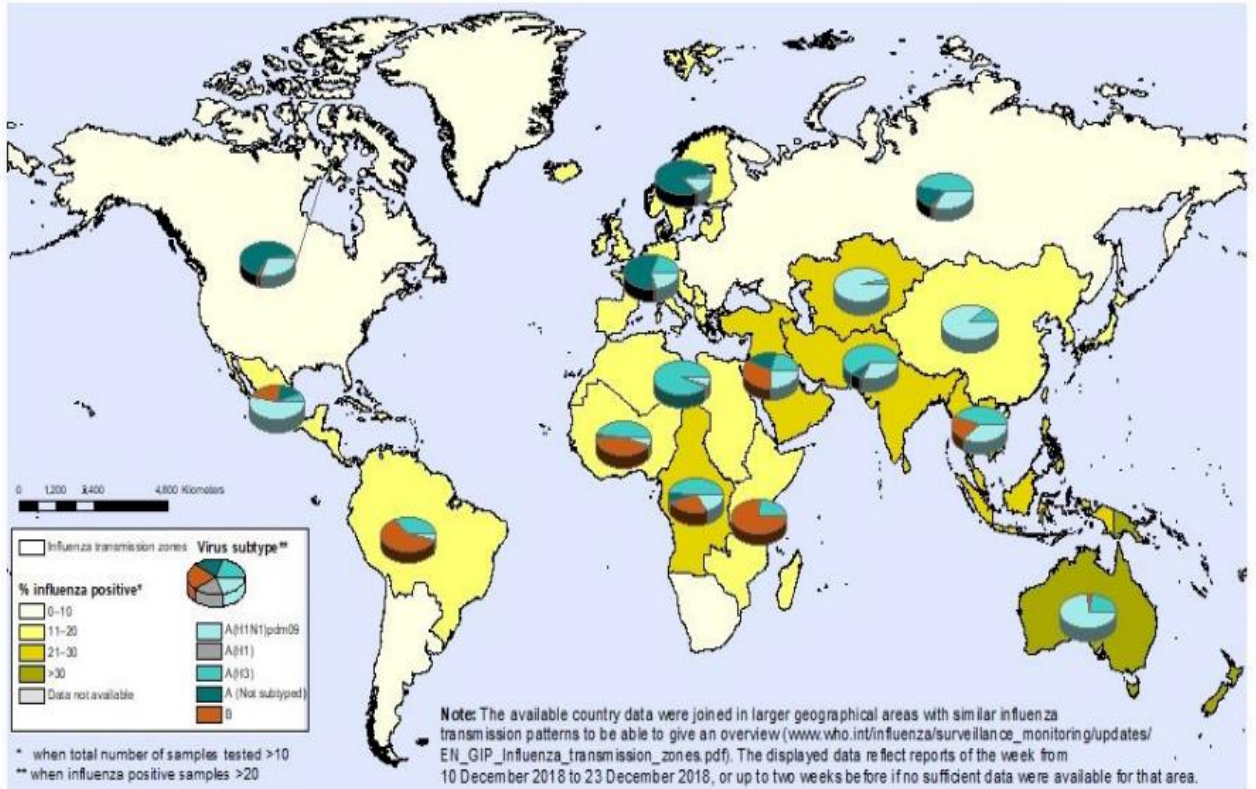 0 1,200 2,400 4,800 Kilometers
Influenza transmission zones
Virus subtype**
% influenza positive*
0-10
11-20
21-30
>30
Data not available
A(H1N1)pdm09
A(H1)
A(H3)
A (Not subtyped)
B
* when total number of samples tested >10
** when influenza positive samples >20
Note: The available country data were joined in larger geographical areas with similar influenza
transmission patterns to be able to give an overview (www.who.int/influenza/surveillance_monitoring/updates/
EN_GIP_Influenza_transmission_zones.pdf). The displayed data reflect reports of the week from
10 December 2018 to 23 December 2018, or up to two weeks before if no sufficient data were available for that area.